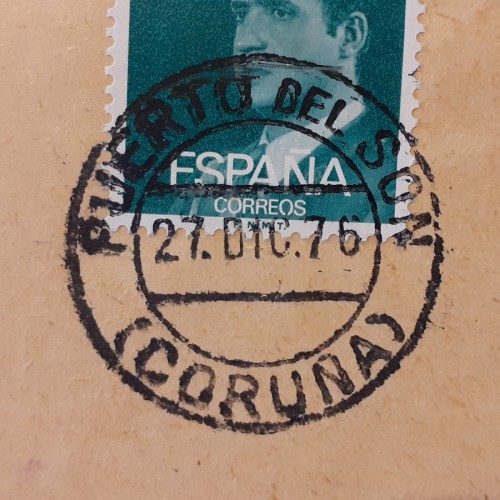 PUERTO DEL SON
ESPAÑA
CORREOS
F.N.M.T.
27. DIC. 76
(CORUÑA)